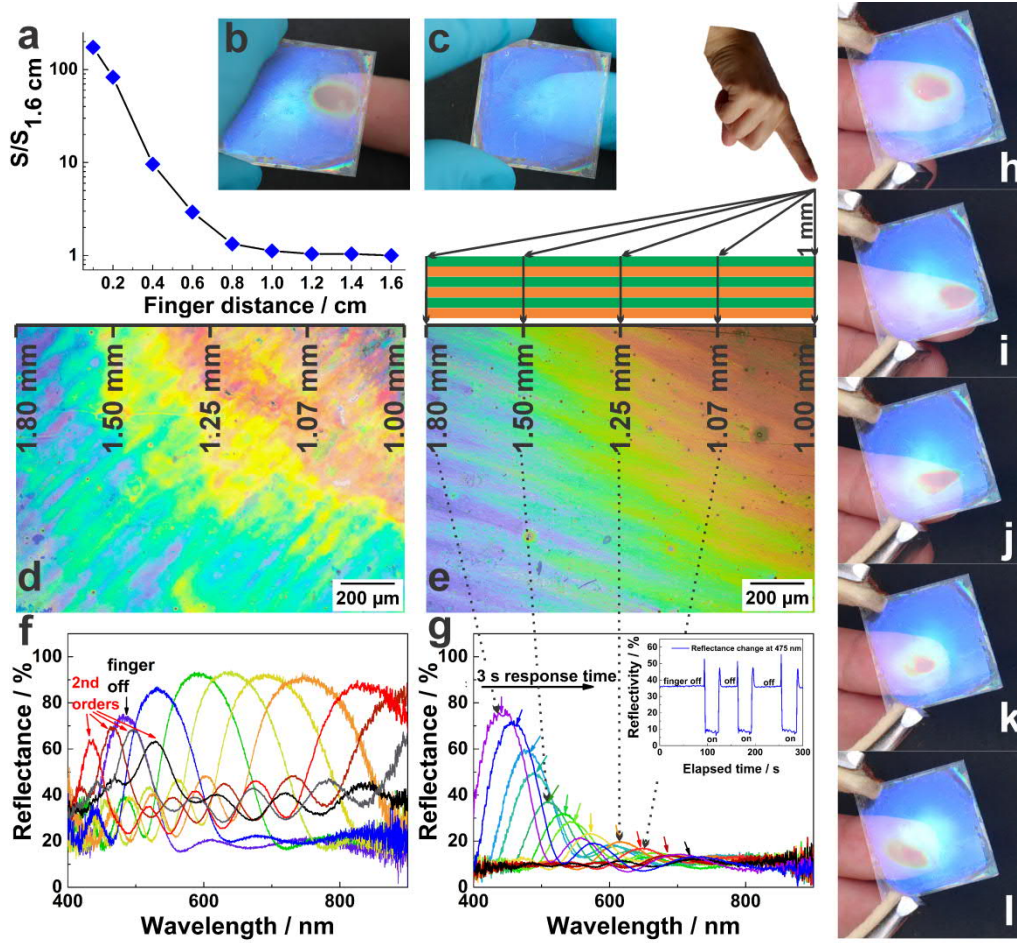 a
S/S1.6 cm
100
10
1
0.2 0.4 0.6 0.8 1.0 1.2 1.4 1.6
Finger distance / cm
b
c
1 mm
1.80 mm
1.50 mm
1.25 mm
1.07 mm
1.00 mm
d
200 µm
1.80 mm
1.50 mm
1.25 mm
1.07 mm
1.00 mm
e
200 µm
f
Reflectance / %
100
80
60
40
20
0
2nd
orders
finger
off
400 500 600 700 800
Wavelength / nm
g
Reflectance / %
100
80
60
40
20
0
3 s response time
400 500 600 700 800
Wavelength / nm
Reflectivity / %
60
50
40
30
20
10
0
Reflectance change at 475 nm
finger off
off
off
on
on
on
0 100 200 300
Elapsed time / s
h
i
j
k
l